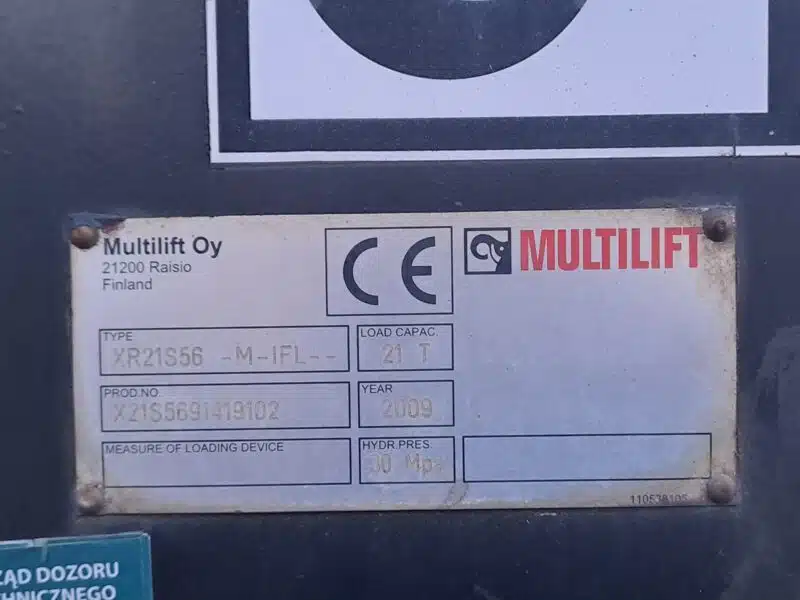 Multilift Oy
21200 Raisio
Finland
CE
MULTILIFT
TYPE
XR21S56 -M-IFL--
LOAD CAPAC.
21 T
PROD.NO
X21S5691419102
YEAR
2009
MEASURE OF LOADING DEVICE
HYDR.PRES.
30 Mpa
110538105
ZĄD DOZORU
CHNICZNEGO